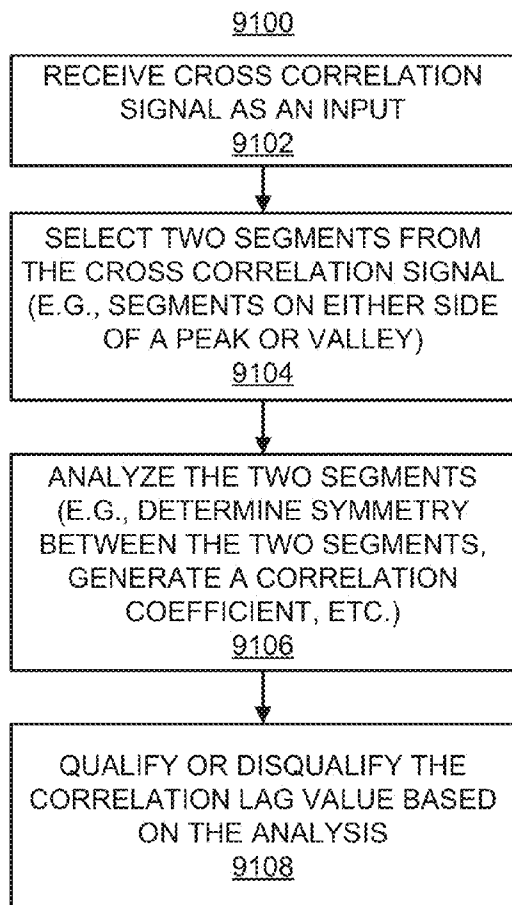 9100
RECEIVE CROSS CORRELATION
SIGNAL AS AN INPUT
9102
SELECT TWO SEGMENTS FROM
THE CROSS CORRELATION SIGNAL
(E.G., SEGMENTS ON EITHER SIDE
OF A PEAK OR VALLEY)
9104
ANALYZE THE TWO SEGMENTS
(E.G., DETERMINE SYMMETRY
BETWEEN THE TWO SEGMENTS,
GENERATE A CORRELATION
COEFFICIENT, ETC.)
9106
QUALIFY OR DISQUALIFY THE
CORRELATION LAG VALUE BASED
ON THE ANALYSIS
9108